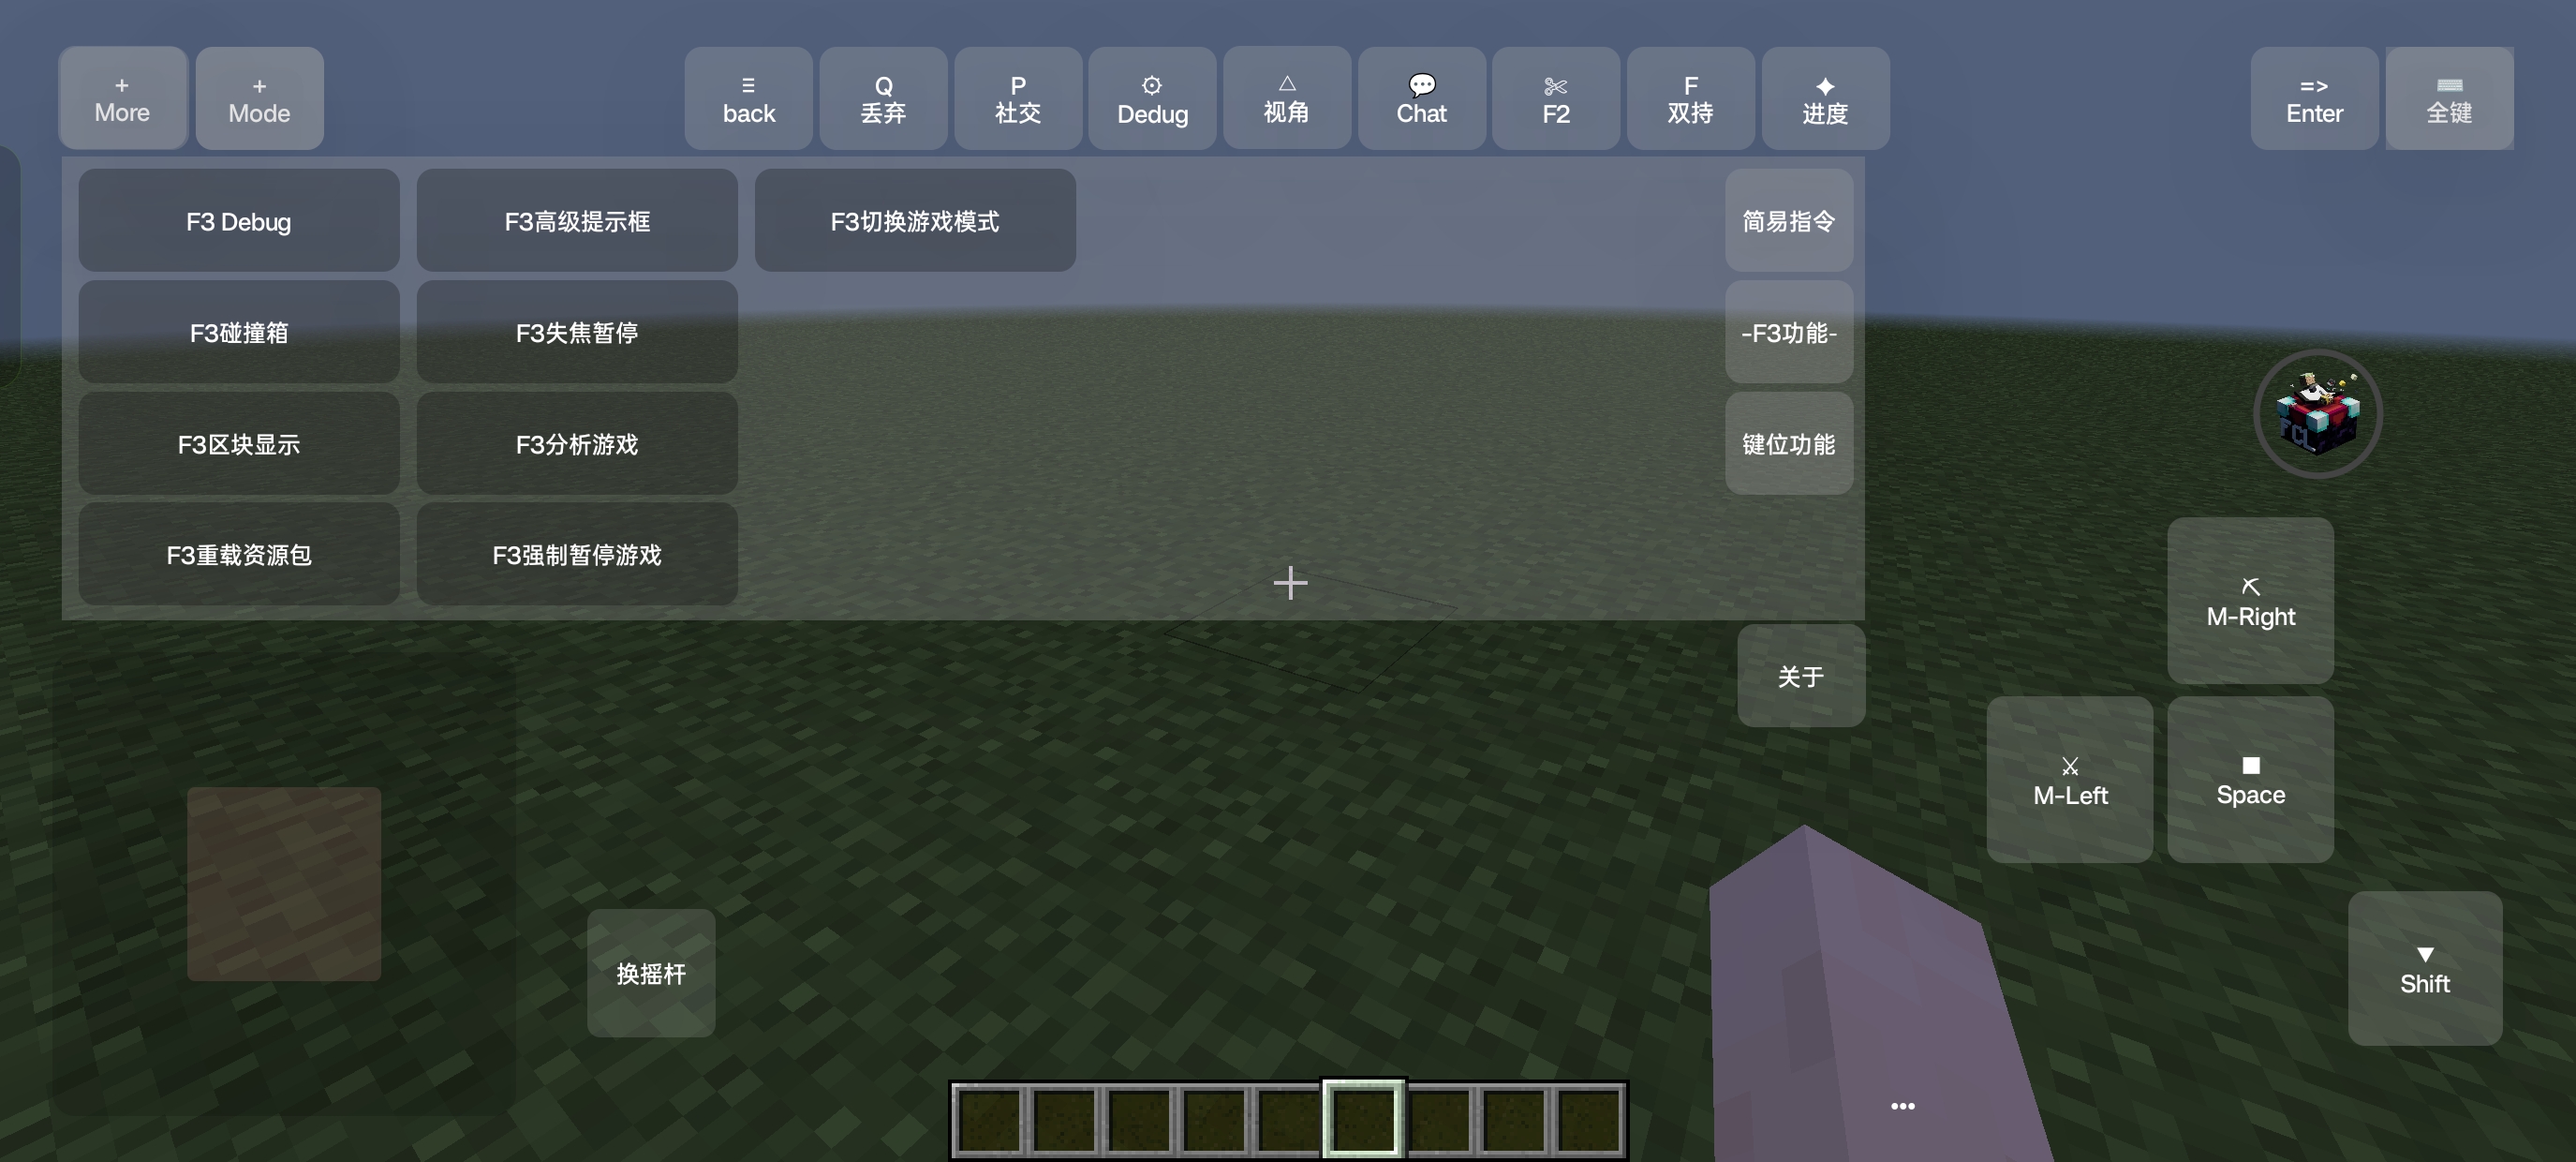 +
More
+
Mode
☰
back
Q
丢弃
P
社交
Dedug
△
视角
Chat
F2
F
双持
✦
进度
=>
Enter
全键
F3 Debug
F3高级提示框
F3切换游戏模式
简易指令
F3碰撞箱
F3失焦暂停
-F3功能-
F3区块显示
F3分析游戏
键位功能
FCL
F3重载资源包
F3强制暂停游戏
M-Right
关于
M-Left
■
Space
换摇杆
▼
Shift
•••